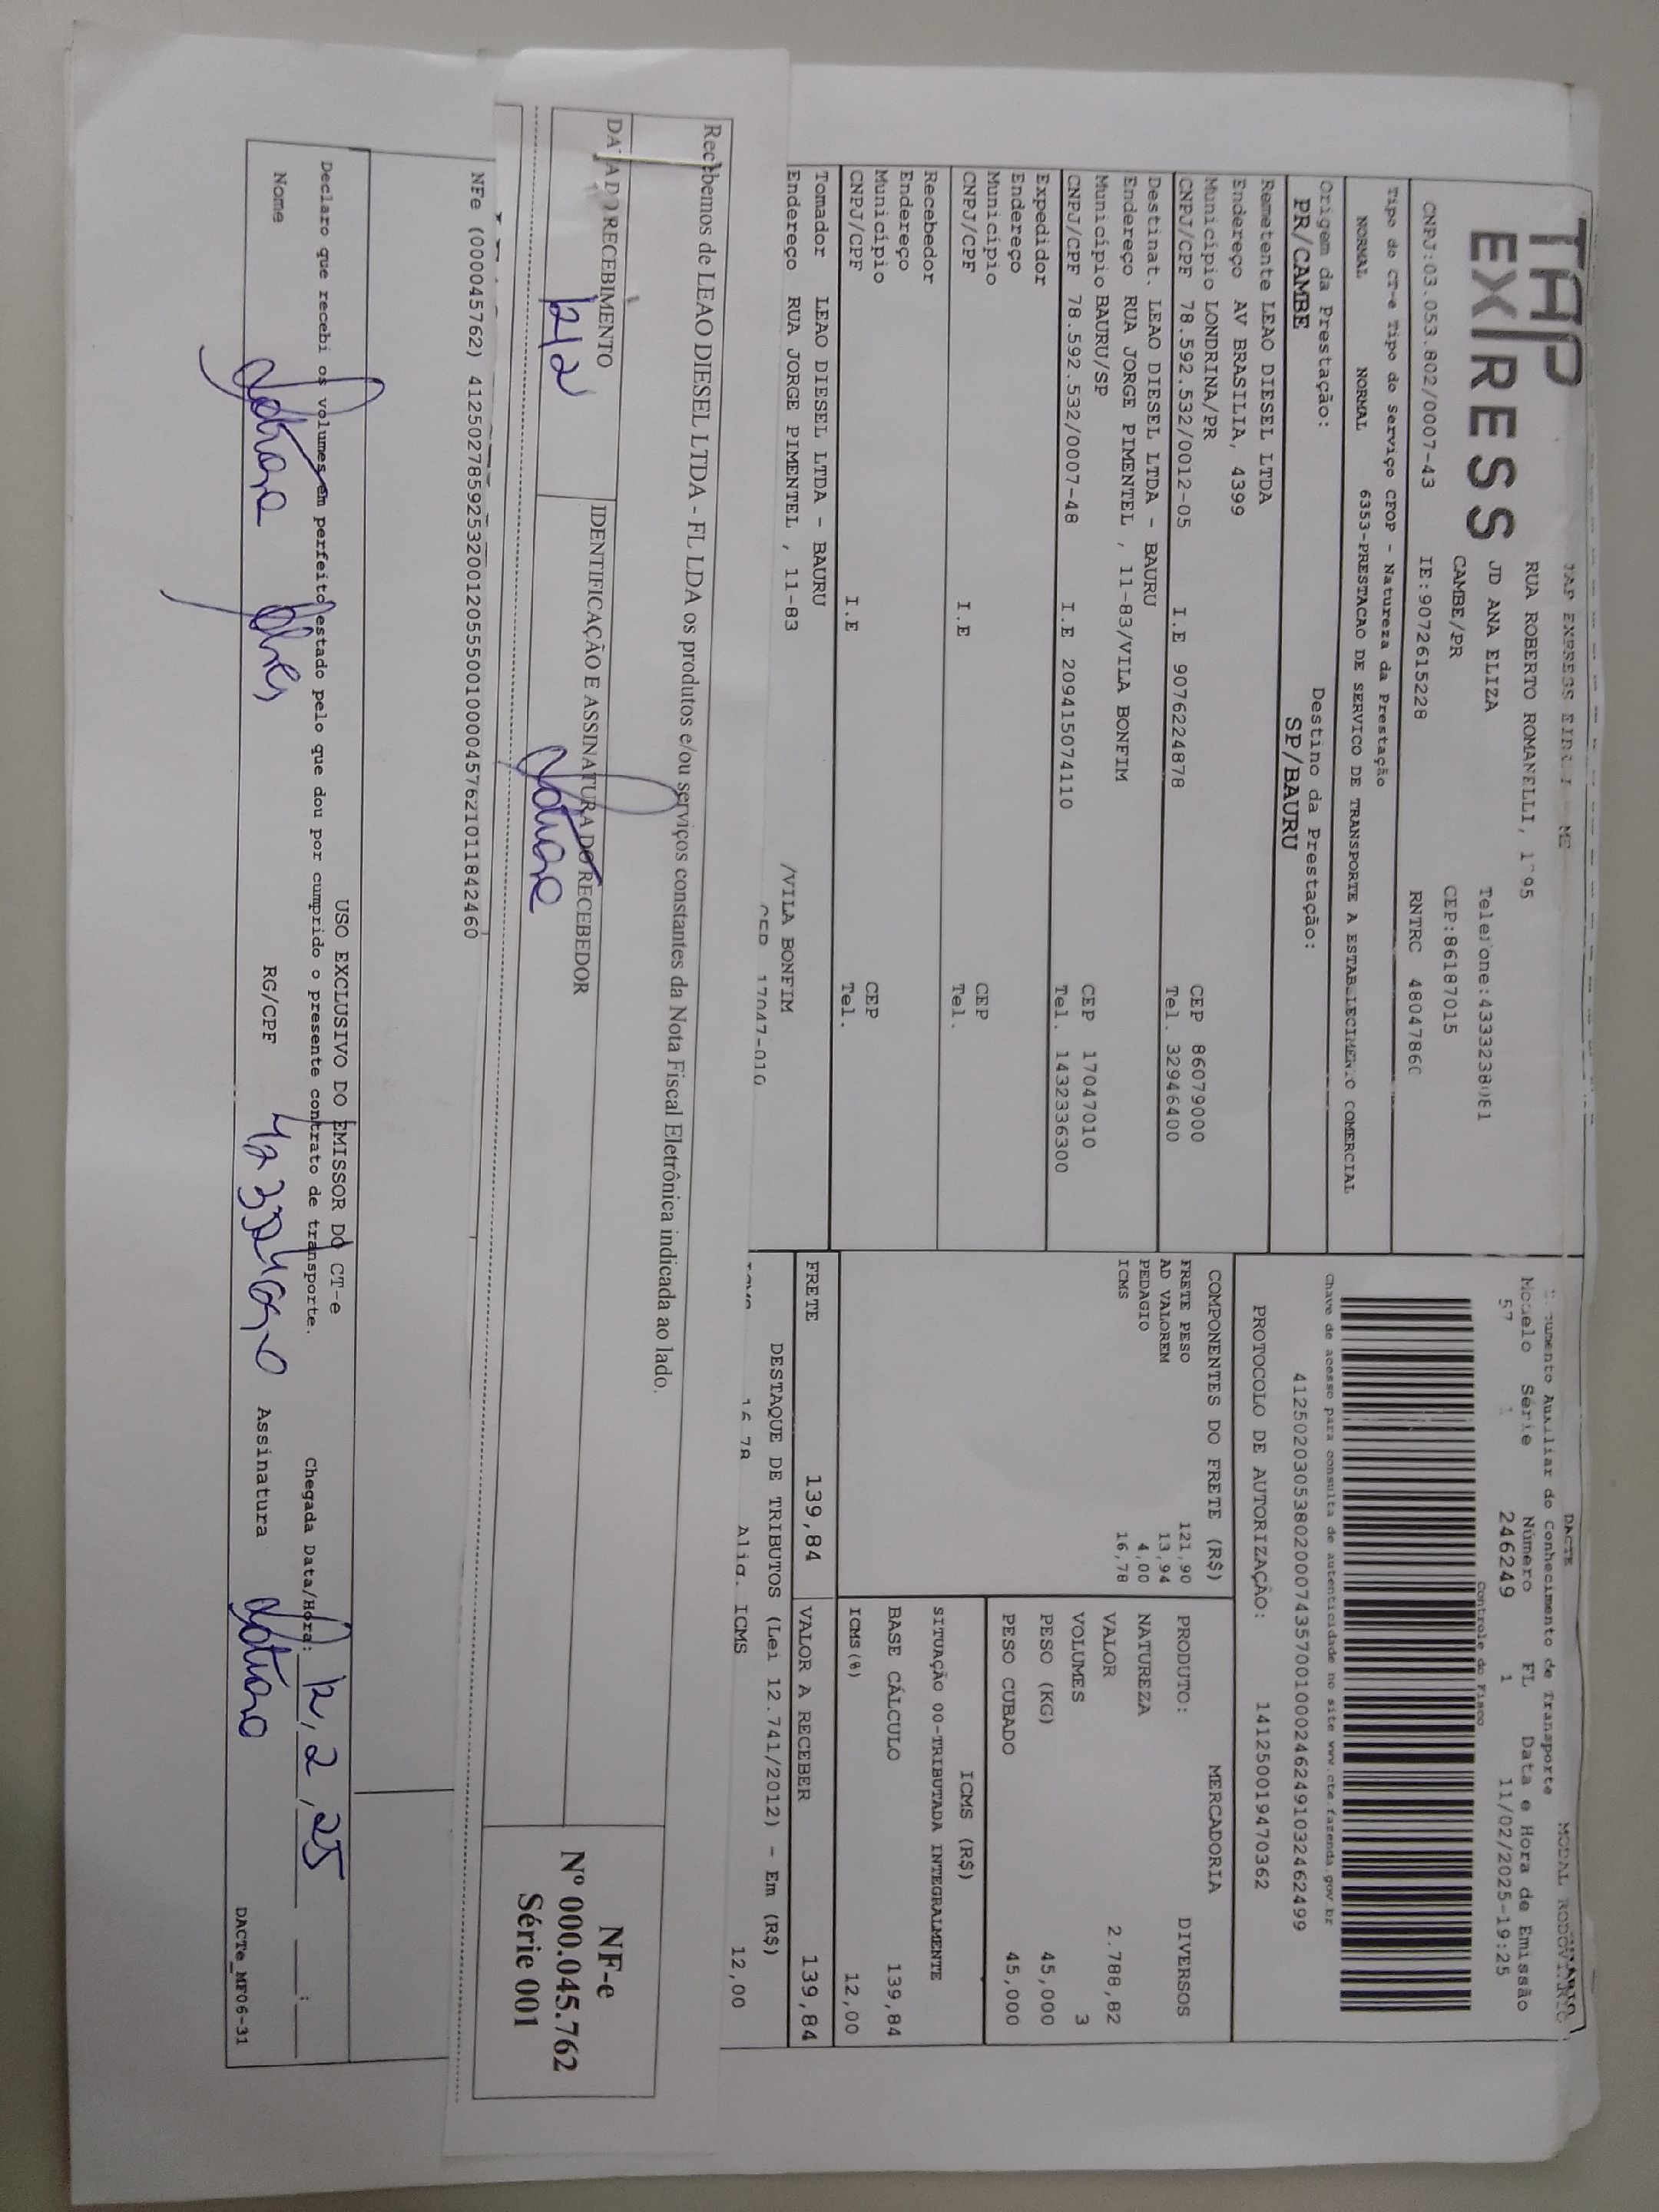 TAP
EXPRESS
RUA ROBERTO ROMANELLI,
JD ANA ELIZA
CAMBE/PR
CEP:86187015
CNPJ:03.053.802/0007-43 IE:9072615228 RNTRC
Tipo do CT-e Tipo do Serviço CFOP - Natureza da Prestação
NORMAL NORMAL 6353-PRESTACAO DE SERVICO DE TRANSPORTE A ESTABELECIMENTO COMERCIAL
Origem da Prestação: Destino da Prestação:
PR/CAMBE SP/BAURU
Remetente LEAO DIESEL LTDA
Endereço AV BRASILIA, 4399
Município LONDRINA/PR CEP 86079000
CNPJ/CPF 78.592.532/0012-05 I.E 9076224878 Tel. 32946400
Destinat. LEAO DIESEL LTDA - BAURU
Endereço RUA JORGE PIMENTEL , 11-83/VILA BONFIM
Município BAURU/SP CEP 17047010
CNPJ/CPF 78.592.532/0007-48 I.E 209415074110 Tel. 1432336300
Expedidor
Endereço
Município CEP
CNPJ/CPF I.E Tel.
Recebedor
Endereço
Município CEP
CNPJ/CPF I.E Tel.
Tomador LEAO DIESEL LTDA - BAURU
Endereço RUA JORGE PIMENTEL , 11-83 /VILA BONFIM
CEP 17047-010
DACTE
Documento Auxiliar do Conhecimento de Transporte
MODAL RODOVIARIO
Modelo Série Número FL Data e Hora de Emissão
57 246249 1 11/02/2025-19:25
Controle do Fisco
Chave de acesso para consulta de autenticidade no site www.cte.fazenda.gov.br
41250203053802000743570010002462491032462499
PROTOCOLO DE AUTORIZAÇÃO: 141250019470362
COMPONENTES DO FRETE (R$)
FRETE PESO 121,90
AD VALOREM 13,94
PEDAGIO 4,00
ICMS 16,78
MERCADORIA
PRODUTO: DIVERSOS
NATUREZA
VALOR 2.788,82
VOLUMES 3
PESO (KG) 45,000
PESO CUBADO 45,000
ICMS (R$)
SITUAÇÃO 00-TRIBUTADA INTEGRALMENTE
BASE CÁLCULO 139,84
ICMS(%) 12,00
FRETE 139,84 VALOR A RECEBER 139,84
DESTAQUE DE TRIBUTOS (Lei 12.741/2012) - Em (R$)
ICMS 16,78 Aliq. ICMS 12,00
Recebemos de LEAO DIESEL LTDA - FL LDA os produtos e/ou serviços constantes da Nota Fiscal Eletrônica indicada ao lado.
DATA DO RECEBIMENTO IDENTIFICAÇÃO E ASSINATURA DO RECEBEDOR
12/2
NF-e
Nº 000.045.762
Série 001
NFe (000045762) 41250278592532001205550010000457621011842460
USO EXCLUSIVO DO EMISSOR DO CT-e
Declaro que recebi os volumes em perfeito estado pelo que dou por cumprido o presente contrato de transporte. Chegada Data/Hora: 12,2,25 :
Nome RG/CPF Assinatura
DACTe_MF06-31